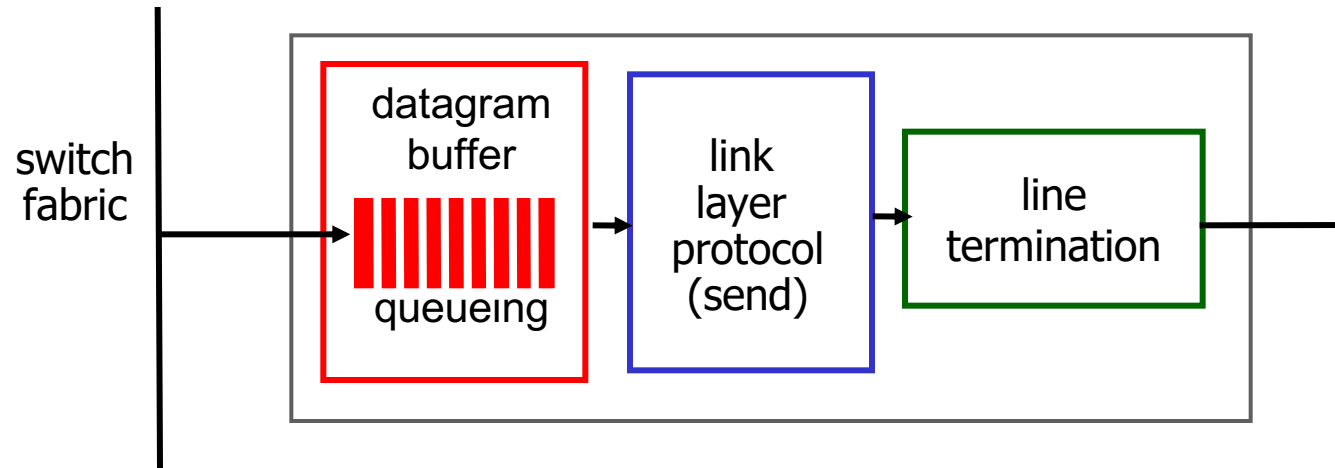 switch
fabric
datagram
buffer
queueing
link
layer
protocol
(send)
line
termination